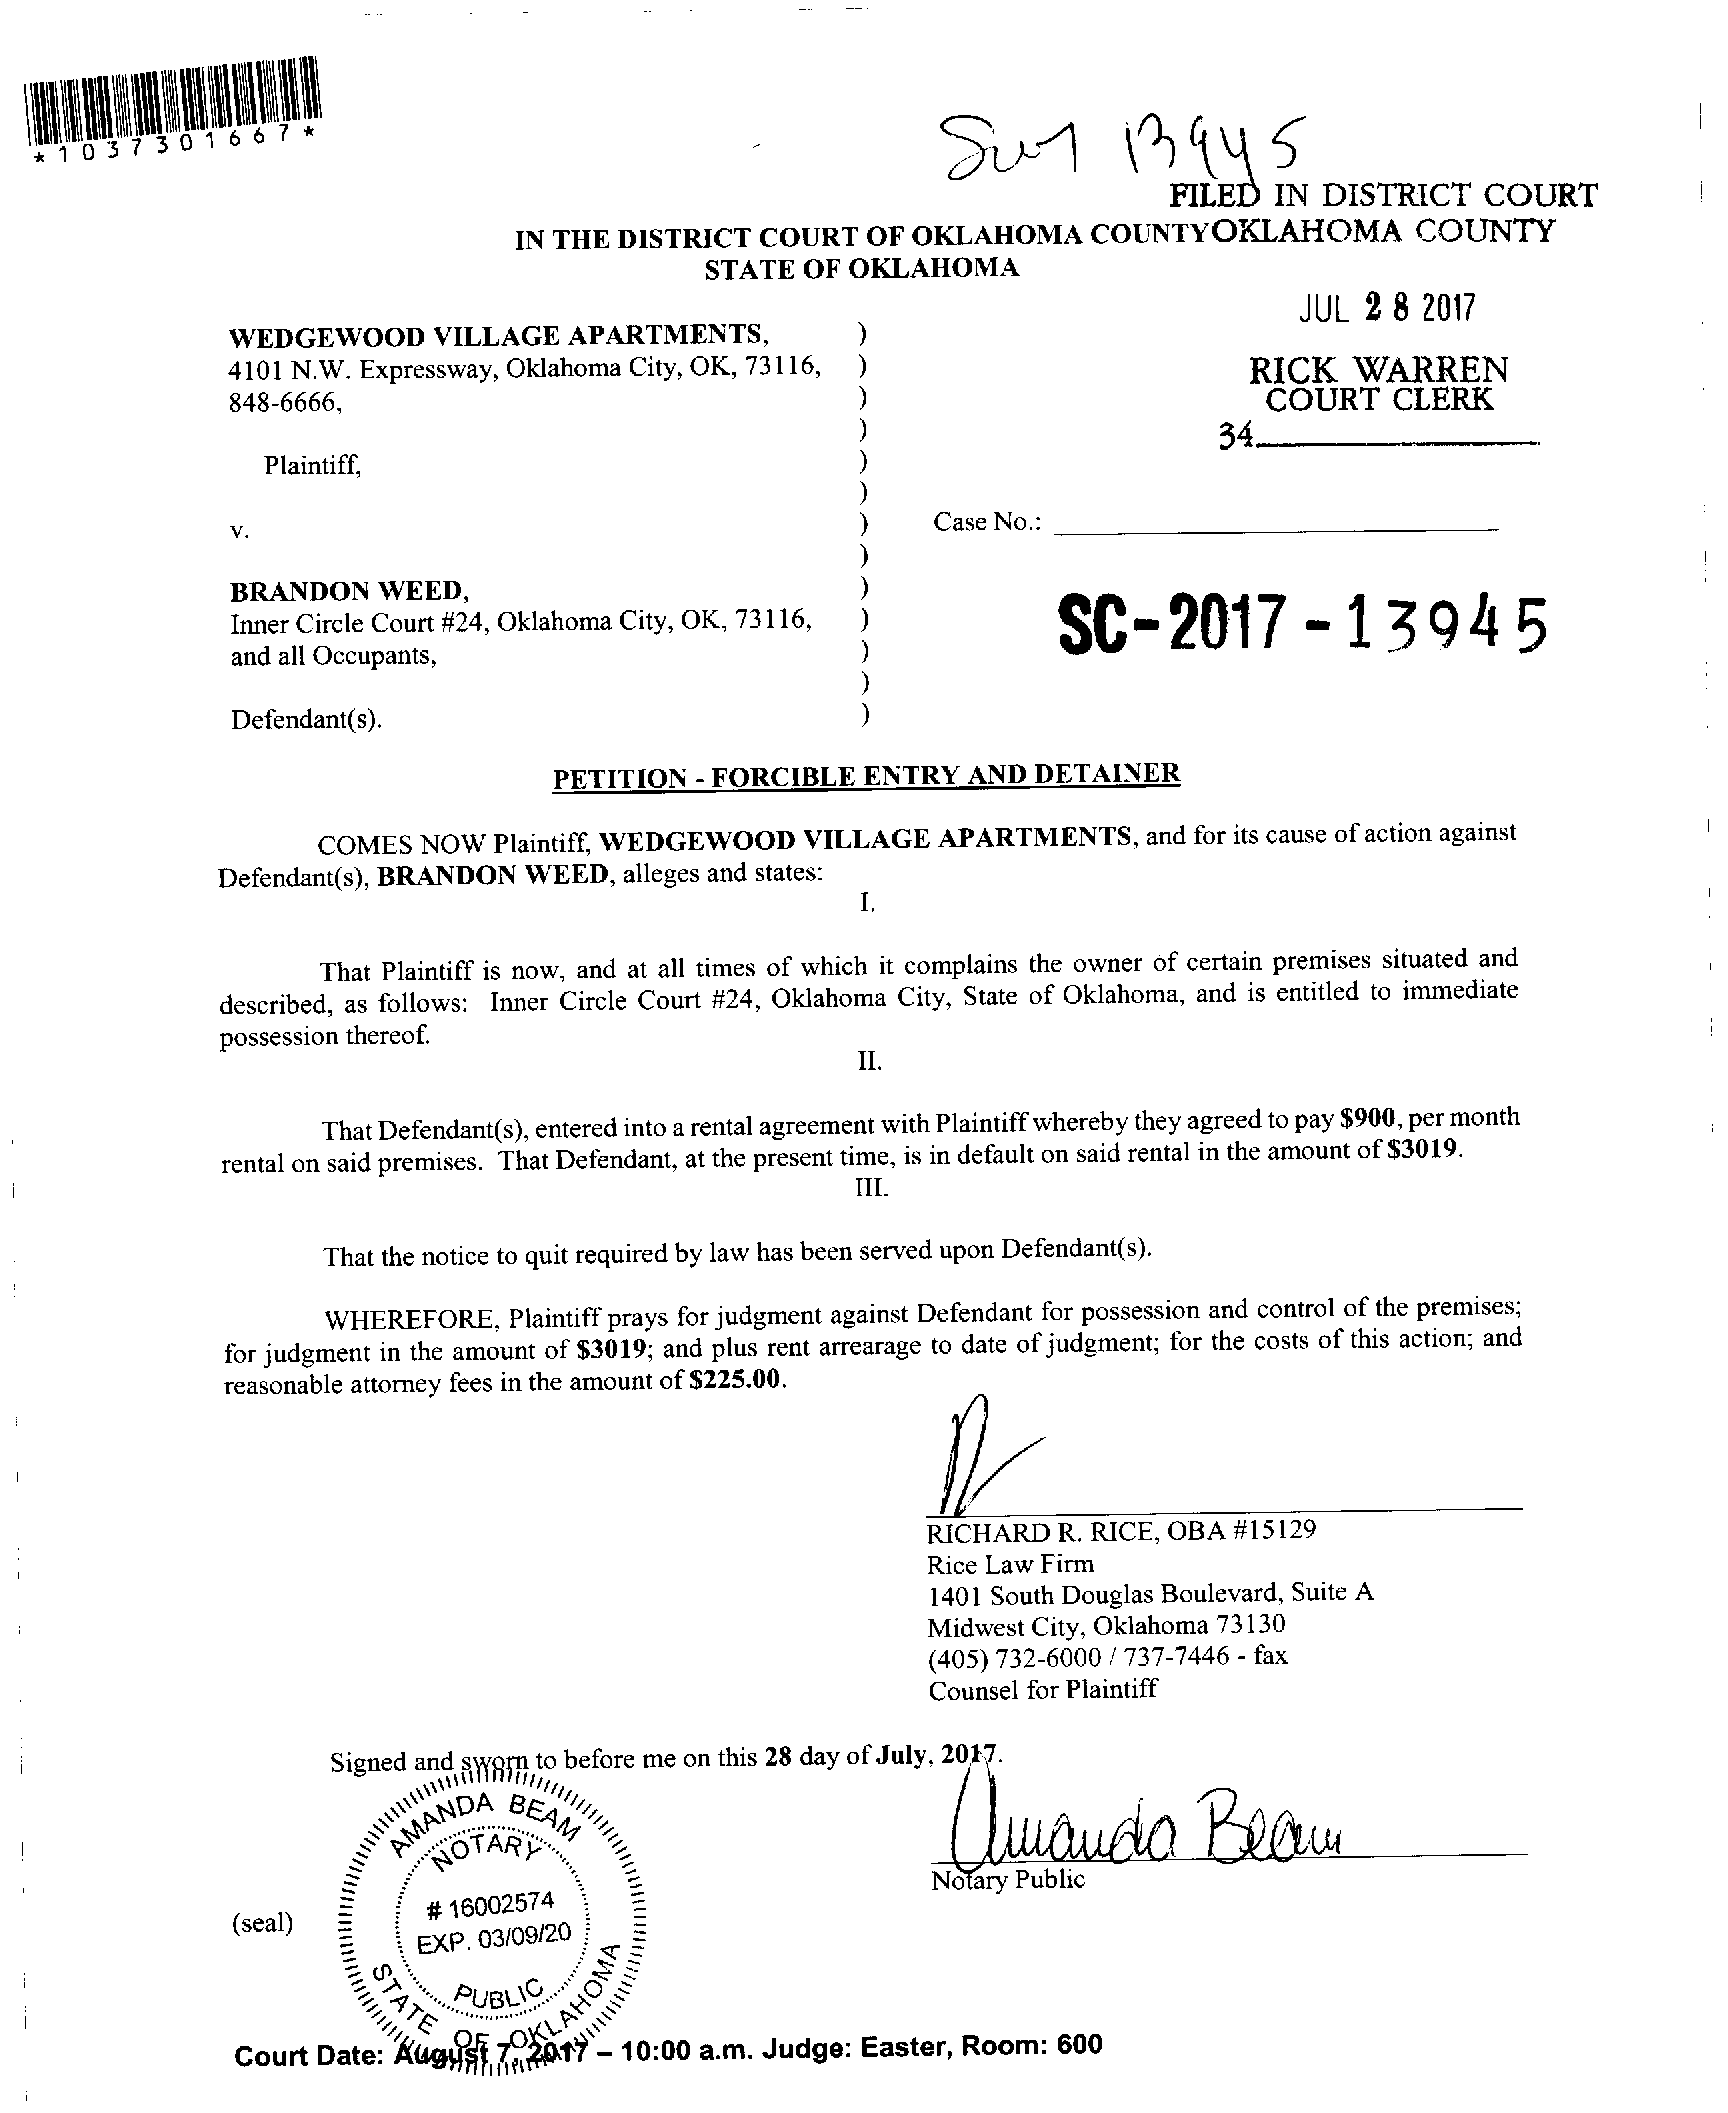 *1037301667*
13945
FILED IN DISTRICT COURT
IN THE DISTRICT COURT OF OKLAHOMA COUNTY OKLAHOMA COUNTY
STATE OF OKLAHOMA
JUL 28 2017
WEDGEWOOD VILLAGE APARTMENTS, )
4101 N.W. Expressway, Oklahoma City, OK, 73116, )
848-6666, )
RICK WARREN
COURT CLERK
)
34
Plaintiff, )
)
v. )
Case No.:
)
BRANDON WEED, )
Inner Circle Court #24, Oklahoma City, OK, 73116, )
and all Occupants, )
SC-2017-13945
)
Defendant(s). )
PETITION - FORCIBLE ENTRY AND DETAINER
COMES NOW Plaintiff, WEDGEWOOD VILLAGE APARTMENTS, and for its cause of action against
Defendant(s), BRANDON WEED, alleges and states:
I.
That Plaintiff is now, and at all times of which it complains the owner of certain premises situated and
described, as follows: Inner Circle Court #24, Oklahoma City, State of Oklahoma, and is entitled to immediate
possession thereof.
II.
That Defendant(s), entered into a rental agreement with Plaintiff whereby they agreed to pay $900, per month
rental on said premises. That Defendant, at the present time, is in default on said rental in the amount of $3019.
III.
That the notice to quit required by law has been served upon Defendant(s).
WHEREFORE, Plaintiff prays for judgment against Defendant for possession and control of the premises;
for judgment in the amount of $3019; and plus rent arrearage to date of judgment; for the costs of this action; and
reasonable attorney fees in the amount of $225.00.
RICHARD R. RICE, OBA #15129
Rice Law Firm
1401 South Douglas Boulevard, Suite A
Midwest City, Oklahoma 73130
(405) 732-6000 / 737-7446 - fax
Counsel for Plaintiff
Signed and sworn to before me on this 28 day of July, 2017.
Amanda Beam
Notary Public
(seal)
AMANDA BEAM
NOTARY
# 16002574
EXP. 03/09/20
PUBLIC
STATE OF OKLAHOMA
Court Date: August 7, 2017 – 10:00 a.m. Judge: Easter, Room: 600